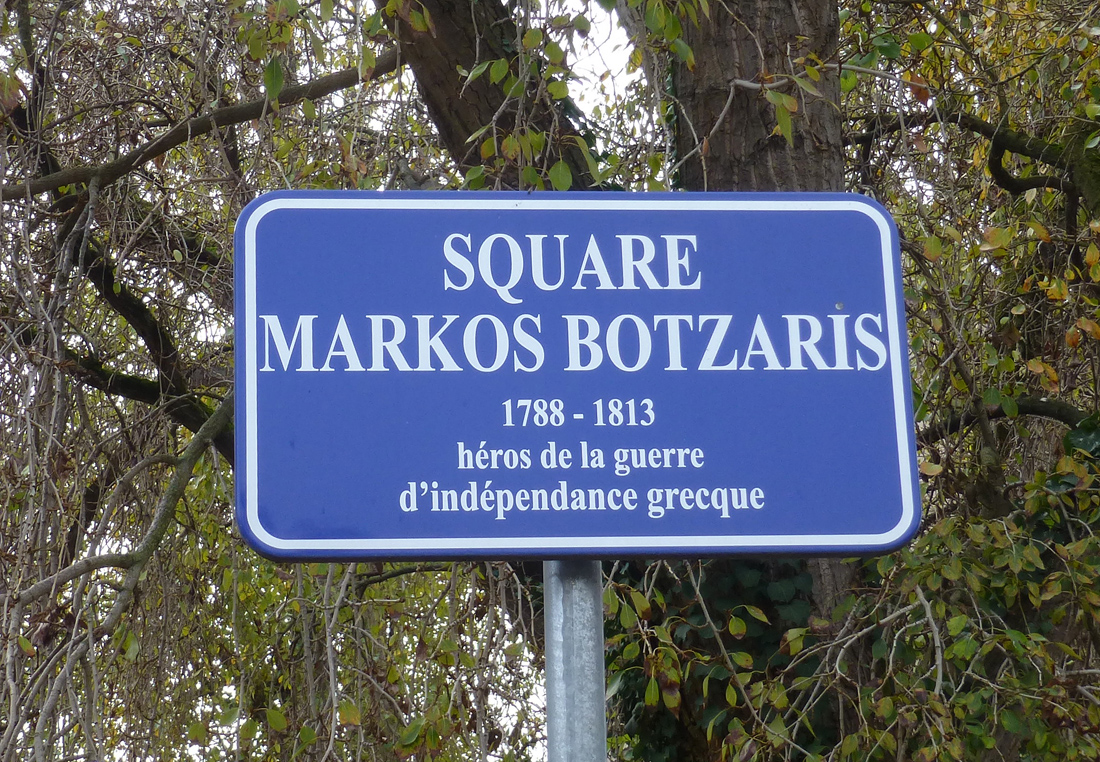 SQUARE
MARKOS BOTZARIS
1788 - 1813
héros de la guerre
d’indépendance grecque